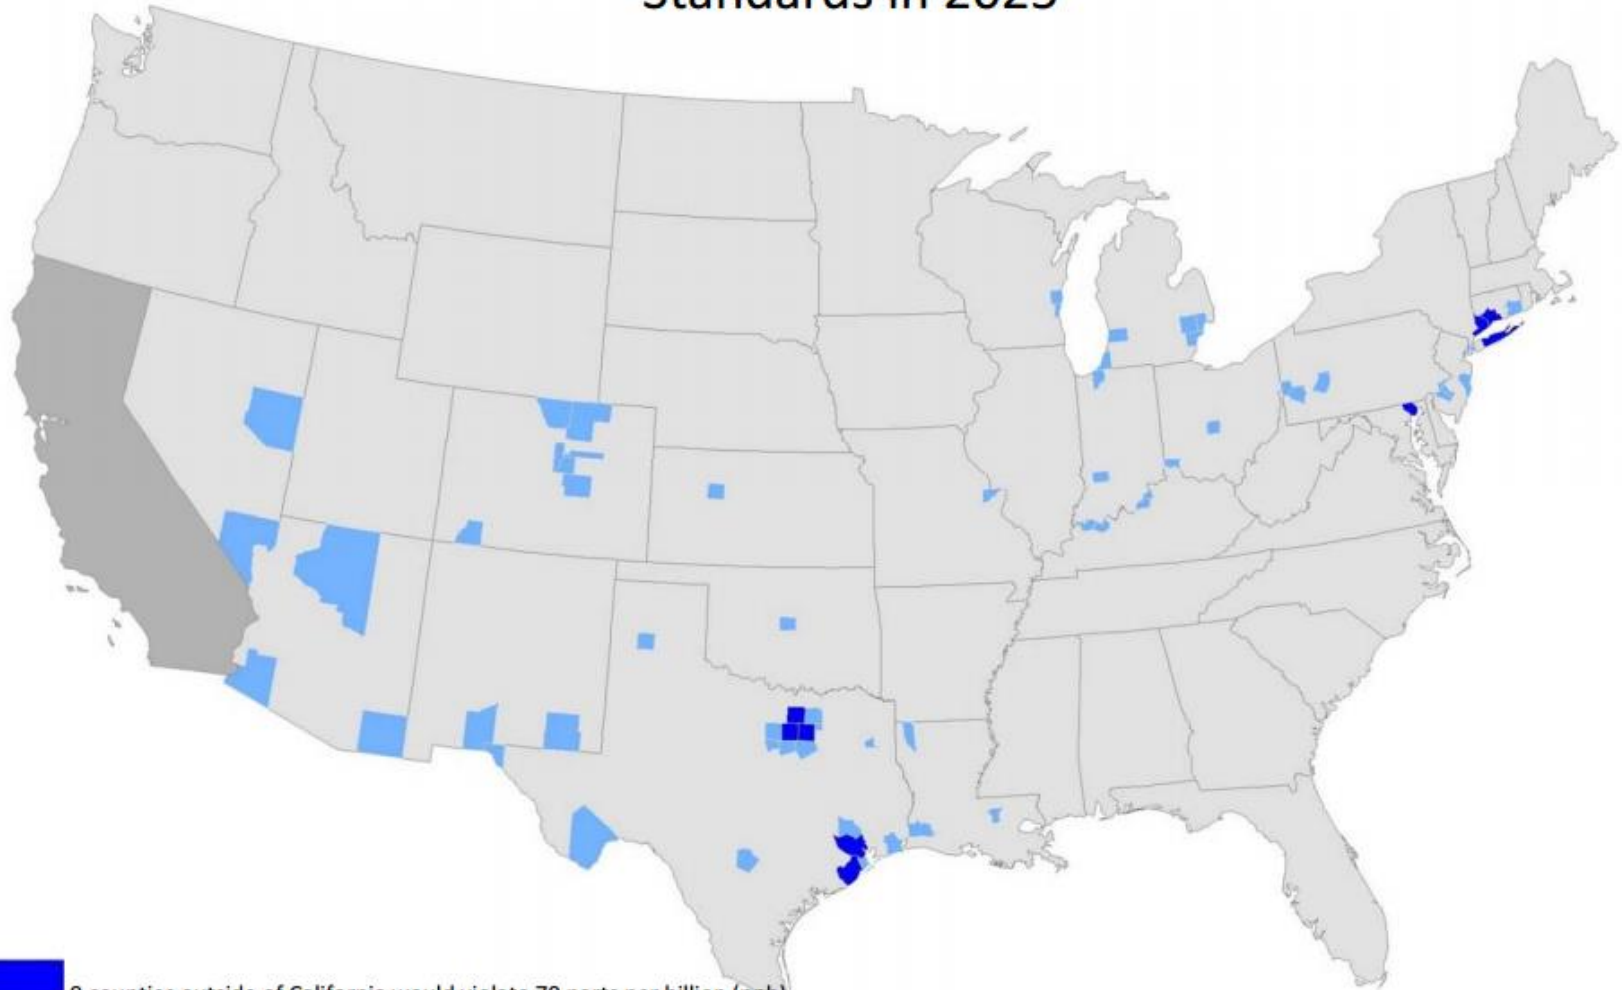 Standards in 2025
9 counties outside of California would violate 70 parts per billion (ppb)